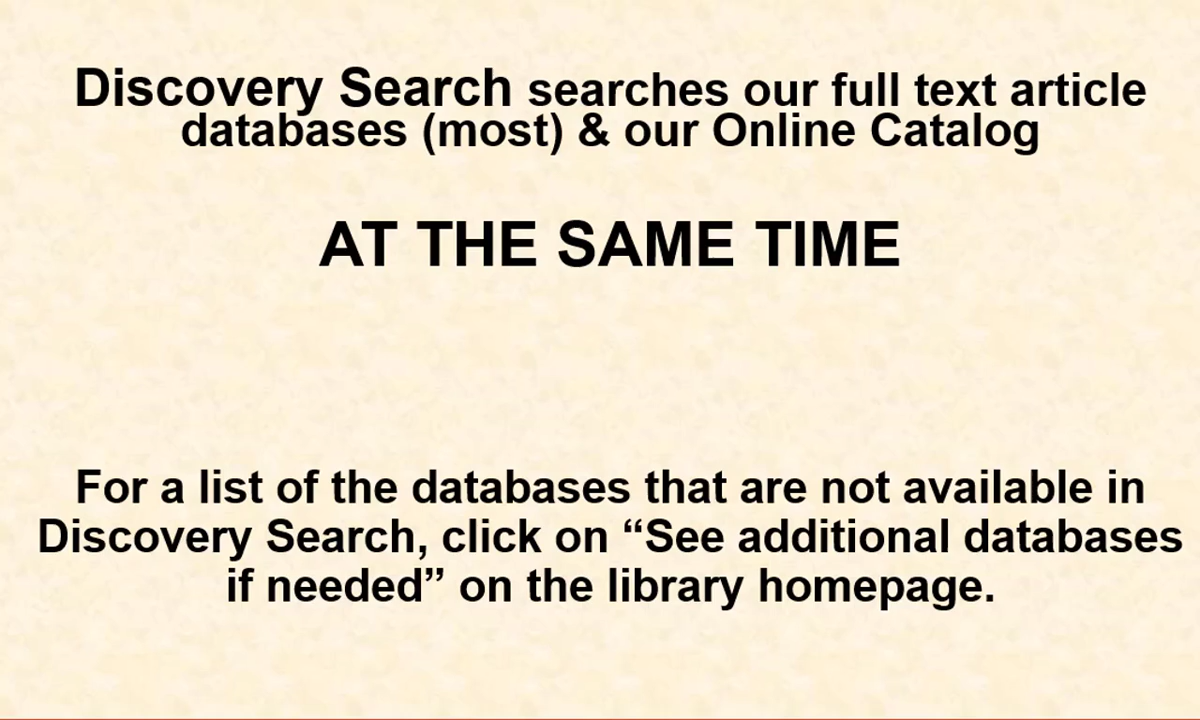 Discovery Search searches our full text article
databases (most) & our Online Catalog
AT THE SAME TIME
For a list of the databases that are not available in
Discovery Search, click on “See additional databases
if needed” on the library homepage.